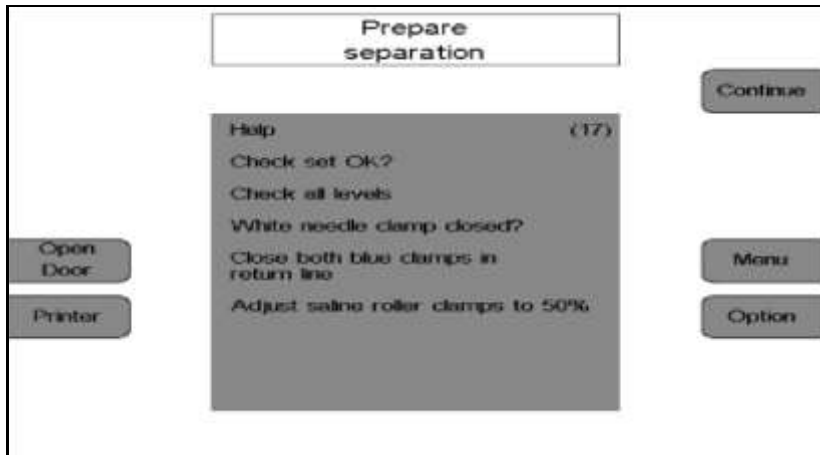 Prepare
separation
Continue
Help (17)
Check set OK?
Check all levels
White needle clamp closed?
Close both blue clamps in
return line
Adjust saline roller clamps to 50%
Open
Door
Printer
Menu
Option